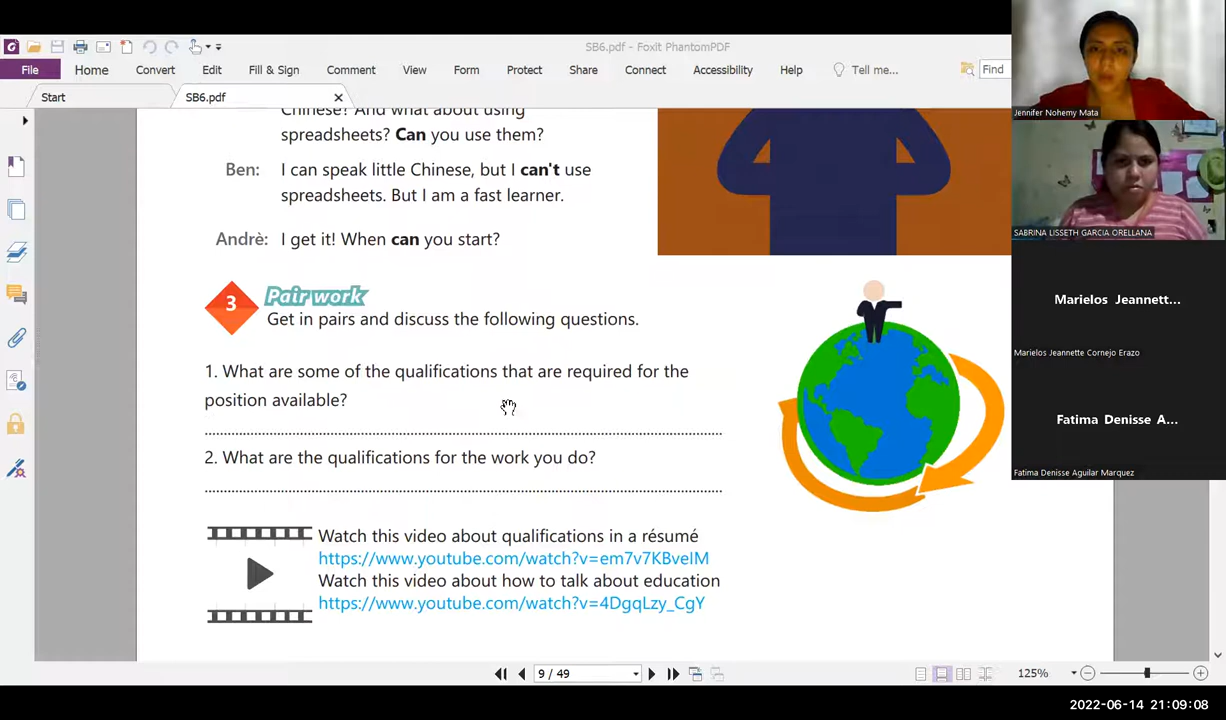 SB6.pdf - Foxit PhantomPDF
File Home Convert Edit Fill & Sign Comment View Form Protect Share Connect Accessibility Help Tell me... Find
Start SB6.pdf
Chinese? And what about using
spreadsheets? Can you use them?
Ben: I can speak little Chinese, but I can't use
spreadsheets. But I am a fast learner.
Andrè: I get it! When can you start?
3 Pair work
Get in pairs and discuss the following questions.
1. What are some of the qualifications that are required for the
position available?
2. What are the qualifications for the work you do?
Watch this video about qualifications in a résumé
https://www.youtube.com/watch?v=em7v7KBveIM
Watch this video about how to talk about education
https://www.youtube.com/watch?v=4DgqLzy_CgY
9 / 49
125%
Jennifer Nohemy Mata
SABRINA LISSETH GARCIA ORELLANA
Marielos Jeannett...
Marielos Jeannette Cornejo Erazo
Fatima Denisse A...
Fatima Denisse Aguilar Marquez
2022-06-14 21:09:08